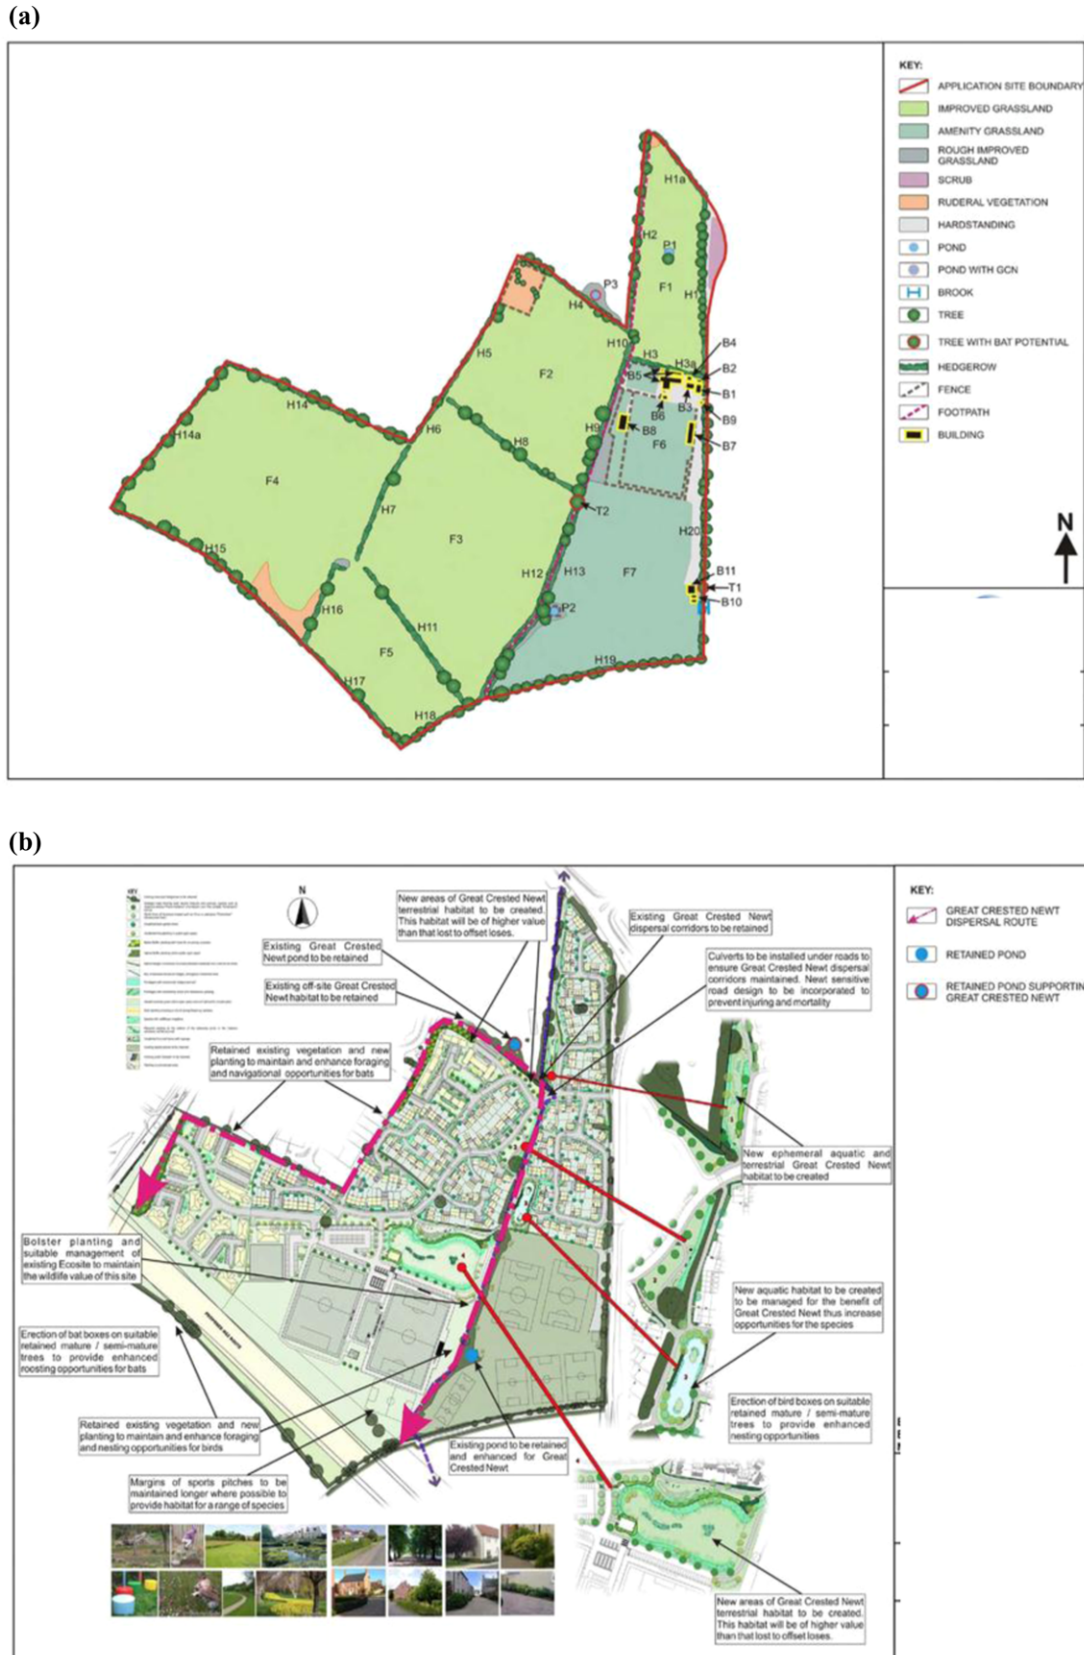 (a)
KEY:
APPLICATION SITE BOUNDARY
IMPROVED GRASSLAND
AMENITY GRASSLAND
ROUGH IMPROVED
GRASSLAND
SCRUB
RUDERAL VEGETATION
HARDSTANDING
POND
POND WITH GCN
BROOK
TREE
TREE WITH BAT POTENTIAL
HEDGEROW
FENCE
FOOTPATH
BUILDING
N
H1a
H2
P1
F1
H1
P3
H4
H10
H5
F2
H3
H3a
B4
B2
B5
B1
B3
B6
B9
B8
F6
B7
H14
H6
H9
H8
H14a
F4
H7
T2
F3
H20
H15
H12
H13
F7
B11
T1
B10
H16
P2
H11
F5
H19
H17
H18
(b)
N
KEY:
GREAT CRESTED NEWT
DISPERSAL ROUTE
RETAINED POND
RETAINED POND SUPPORTIN
GREAT CRESTED NEWT
KEY
New areas of Great Crested Newt
terrestrial habitat to be created.
This habitat will be of higher value
than that lost to offset loses.
Existing Great Crested Newt
dispersal corridors to be retained
Existing Great Crested
Newt pond to be retained
Culverts to be installed under roads to
ensure Great Crested Newt dispersal
corridors maintained. Newt sensitive
road design to be incorporated to
prevent injuring and mortality
Existing off-site Great Crested
Newt habitat to be retained
Retained existing vegetation and new
planting to maintain and enhance foraging
and navigational opportunities for bats
New ephemeral aquatic and
terrestrial Great Crested Newt
habitat to be created
Bolster planting and
suitable management of
existing Ecosite to maintain
the wildlife value of this site
New aquatic habitat to be created
to be managed for the benefit of
Great Crested Newt thus increase
opportunities for the species
Erection of bat boxes on suitable
retained mature / semi-mature
trees to provide enhanced
roosting opportunities for bats
3
Erection of bird boxes on suitable
retained mature / semi-mature
trees to provide enhanced
nesting opportunities
Retained existing vegetation and new
planting to maintain and enhance foraging
and nesting opportunities for birds
Existing pond to be retained
and enhanced for Great
Crested Newt
Margins of sports pitches to be
maintained longer where possible to
provide habitat for a range of species
4
New areas of Great Crested Newt
terrestrial habitat to be created.
This habitat will be of higher value
than that lost to offset loses.